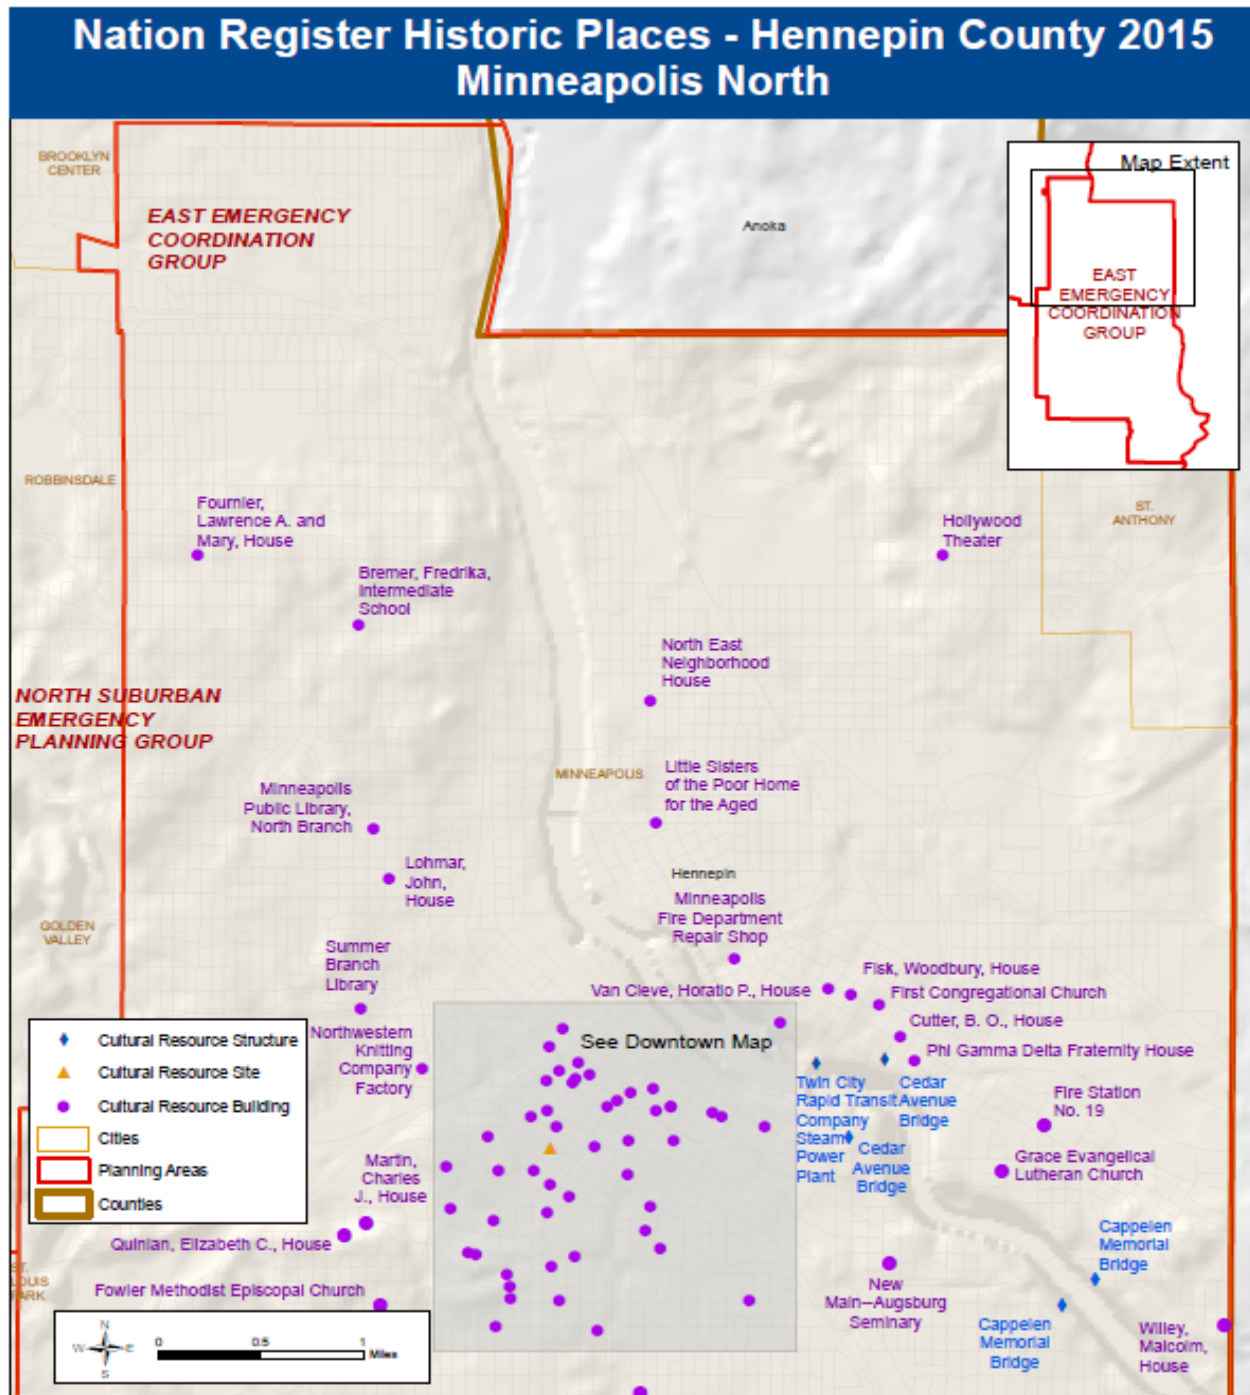 Nation Register Historic Places - Hennepin County 2015
Minneapolis North
BROOKLYN
CENTER
EAST EMERGENCY
COORDINATION
GROUP
Anoka
Map Extent
EAST
EMERGENCY
COORDINATION
GROUP
ROBBINSDALE
Fournier,
Lawrence A. and
Mary, House
Bremer, Fredrika,
Intermediate
School
Hollywood
Theater
ST.
ANTHONY
North East
Neighborhood
House
NORTH SUBURBAN
EMERGENCY
PLANNING GROUP
MINNEAPOLIS
Little Sisters
of the Poor Home
for the Aged
Minneapolis
Public Library,
North Branch
Lohmar,
John,
House
Hennepin
Minneapolis
Fire Department
Repair Shop
GOLDEN
VALLEY
Summer
Branch
Library
Van Cleve, Horatio P., House
Fisk, Woodbury, House
First Congregational Church
Cutter, B. O., House
Phi Gamma Delta Fraternity House
See Downtown Map
Northwestern
Knitting
Company
Factory
Cultural Resource Structure
Cultural Resource Site
Cultural Resource Building
Cities
Planning Areas
Counties
Twin City
Rapid Transit
Company
Steam
Power
Plant
Cedar
Avenue
Bridge
Cedar
Avenue
Bridge
Fire Station
No. 19
Grace Evangelical
Lutheran Church
Martin,
Charles
J., House
Quinlan, Elizabeth C., House
Fowler Methodist Episcopal Church
ST.
LOUIS
PARK
Cappelen
Memorial
Bridge
New
Main–Augsburg
Seminary
Cappelen
Memorial
Bridge
Willey,
Malcolm,
House
N
W E
S
0 0.5 1
Miles